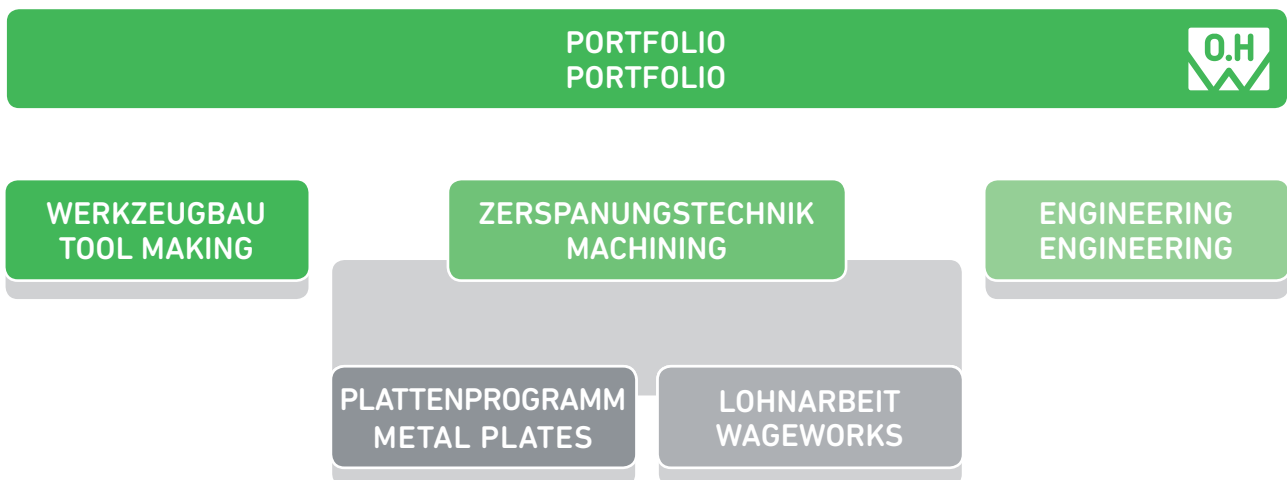 PORTFOLIO
PORTFOLIO
O.H
W
WERKZEUGBAU
TOOL MAKING
ZERSPANUNGSTECHNIK
MACHINING
ENGINEERING
ENGINEERING
PLATTENPROGRAMM
METAL PLATES
LOHNARBEIT
WAGEWORKS